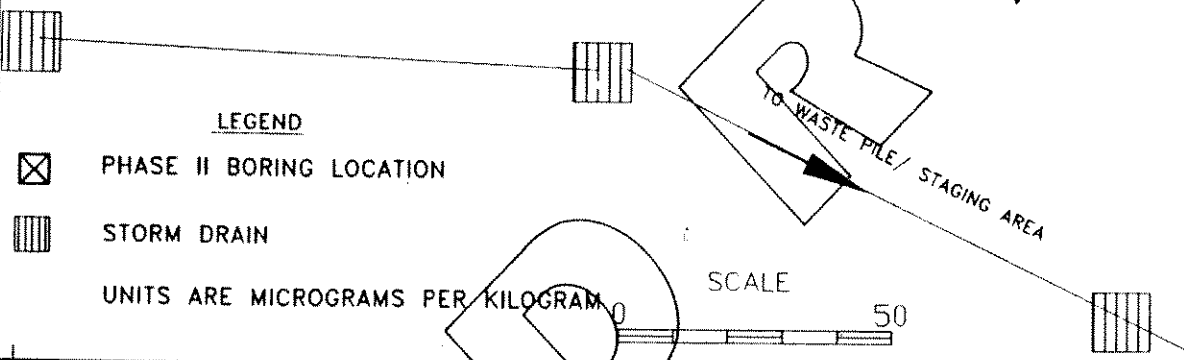 TO WASTE PILE/ STAGING AREA
LEGEND
PHASE II BORING LOCATION
STORM DRAIN
UNITS ARE MICROGRAMS PER KILOGRAM
SCALE
0 50